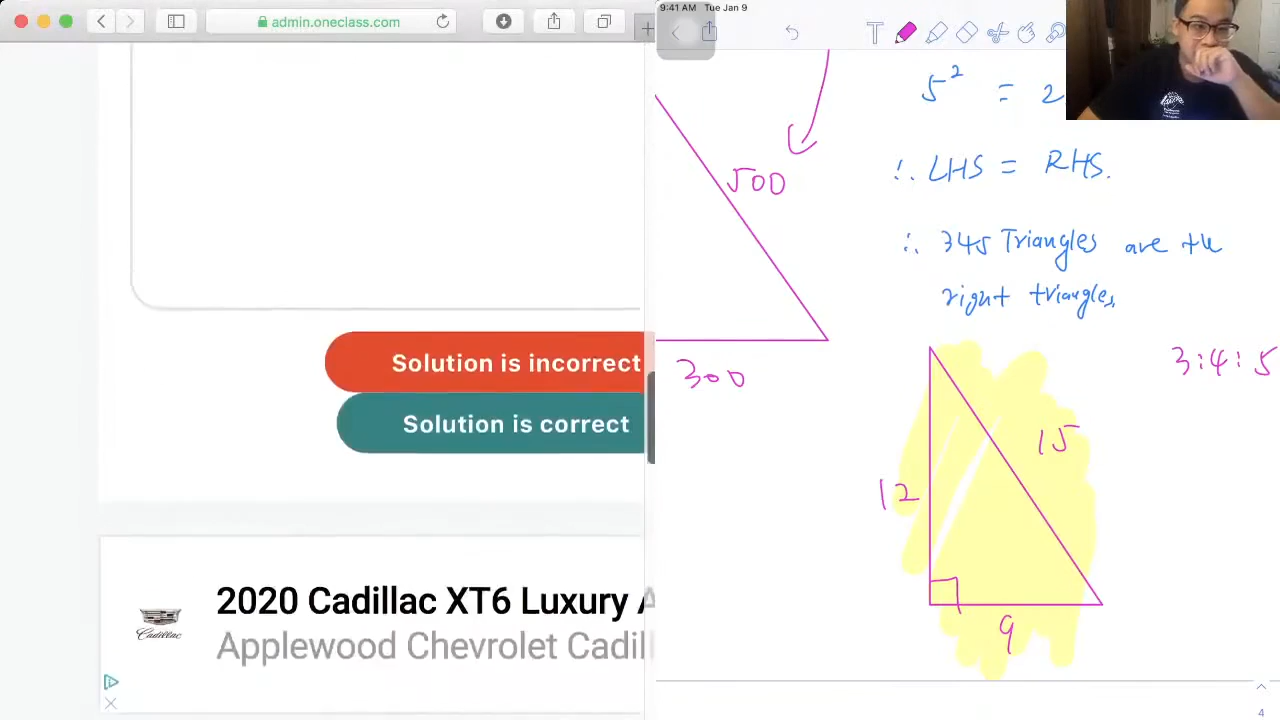 admin.oneclass.com
Solution is incorrect
Solution is correct
2020 Cadillac XT6 Luxury
Applewood Chevrolet Cadil
Cadillac
9:41 AM Tue Jan 9
T
5² = 2
∴ LHS = RHS.
500
∴ 345 Triangles are the
right triangles.
300
3:4:5
15
12
9
4